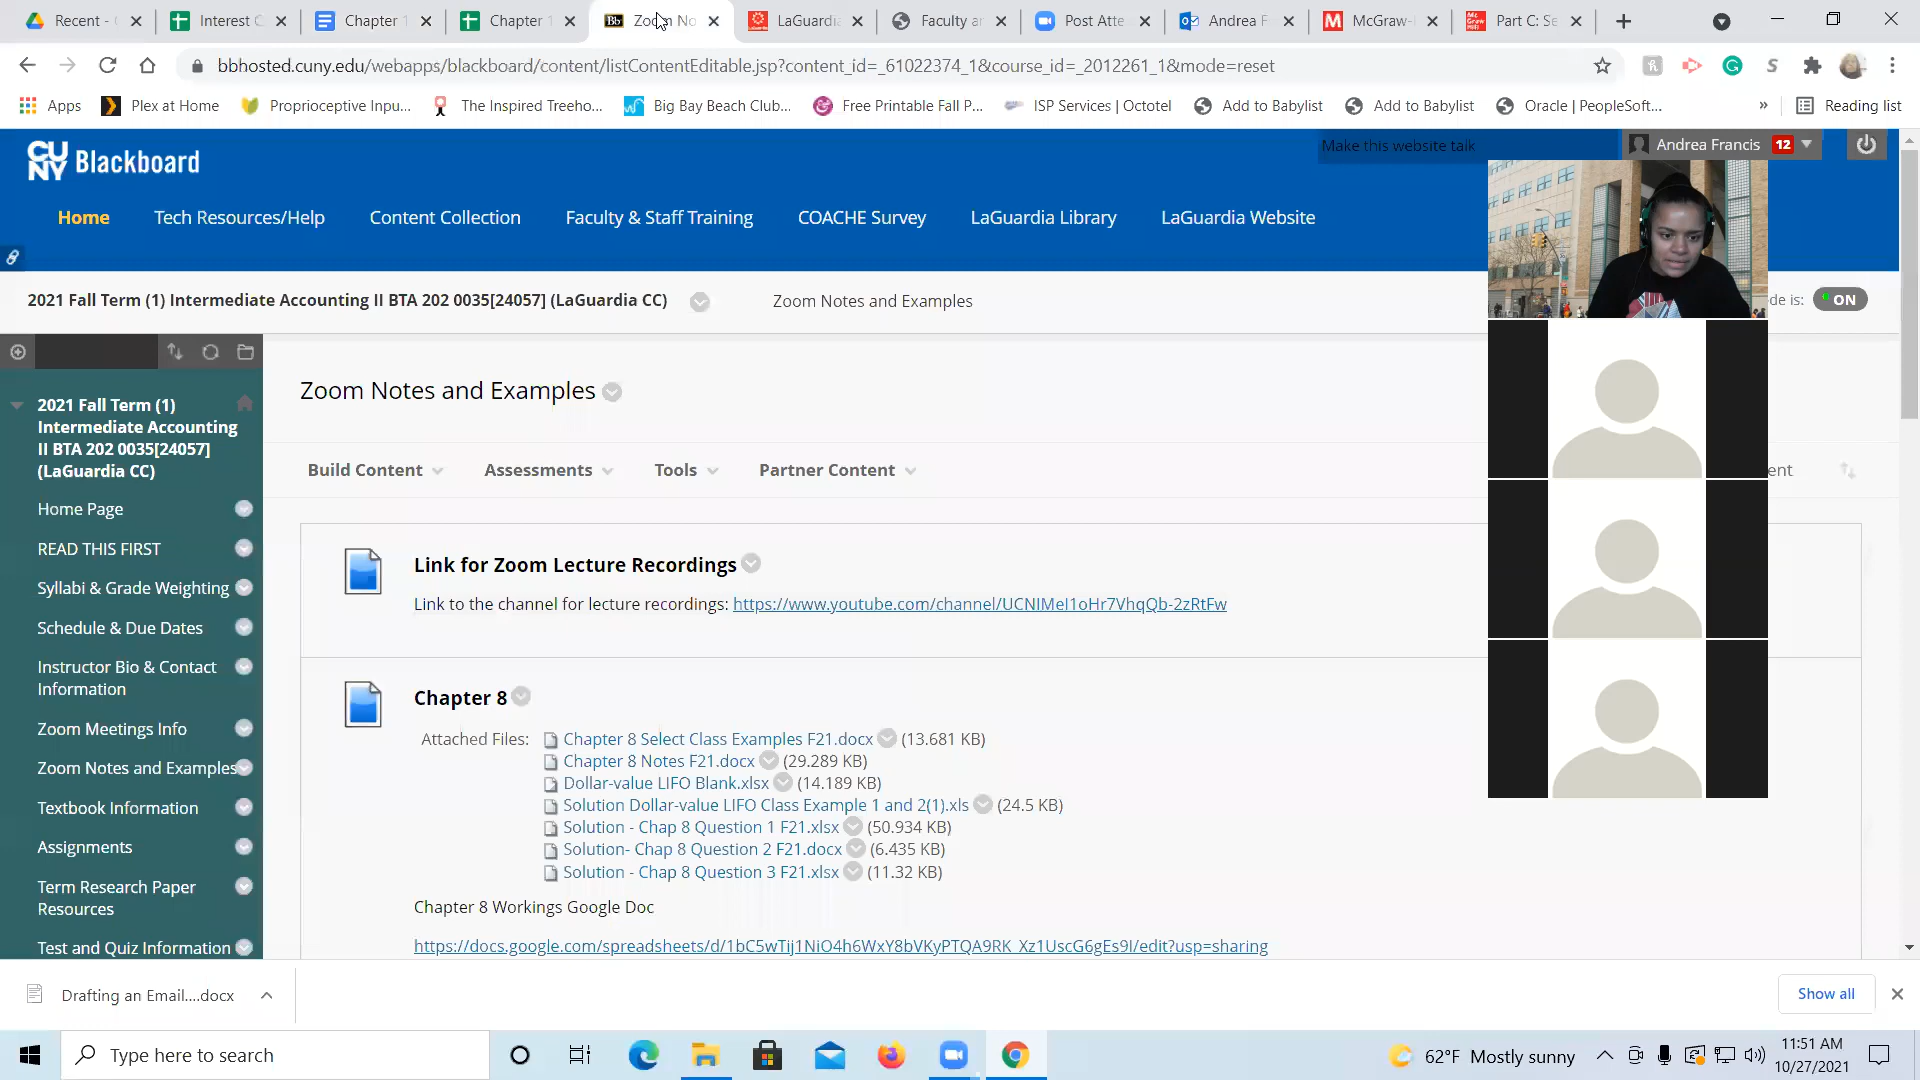 Recent -
Interest C
Chapter 1
Chapter 1
Bb Zoom No
LaGuardia
Faculty an
Post Atte
Andrea F
McGraw-
Part C: Se
bbhosted.cuny.edu/webapps/blackboard/content/listContentEditable.jsp?content_id=_61022374_1&course_id=_2012261_1&mode=reset
Apps
Plex at Home
Proprioceptive Inpu...
The Inspired Treeho...
Big Bay Beach Club...
Free Printable Fall P...
ISP Services | Octotel
Add to Babylist
Add to Babylist
Oracle | PeopleSoft...
»
Reading list
CUNY Blackboard
Make this website talk
Andrea Francis 12
Home
Tech Resources/Help
Content Collection
Faculty & Staff Training
COACHE Survey
LaGuardia Library
LaGuardia Website
2021 Fall Term (1) Intermediate Accounting II BTA 202 0035[24057] (LaGuardia CC)
Zoom Notes and Examples
de is: ON
2021 Fall Term (1)
Intermediate Accounting
II BTA 202 0035[24057]
(LaGuardia CC)
Home Page
READ THIS FIRST
Syllabi & Grade Weighting
Schedule & Due Dates
Instructor Bio & Contact
Information
Zoom Meetings Info
Zoom Notes and Examples
Textbook Information
Assignments
Term Research Paper
Resources
Test and Quiz Information
Zoom Notes and Examples
Build Content
Assessments
Tools
Partner Content
ent
Link for Zoom Lecture Recordings
Link to the channel for lecture recordings: https://www.youtube.com/channel/UCNIMeI1oHr7VhqQb-2zRtFw
Chapter 8
Attached Files: Chapter 8 Select Class Examples F21.docx (13.681 KB)
Chapter 8 Notes F21.docx (29.289 KB)
Dollar-value LIFO Blank.xlsx (14.189 KB)
Solution Dollar-value LIFO Class Example 1 and 2(1).xls (24.5 KB)
Solution - Chap 8 Question 1 F21.xlsx (50.934 KB)
Solution- Chap 8 Question 2 F21.docx (6.435 KB)
Solution - Chap 8 Question 3 F21.xlsx (11.32 KB)
Chapter 8 Workings Google Doc
https://docs.google.com/spreadsheets/d/1bC5wTij1NiO4h6WxY8bVKyPTQA9RK_Xz1UscG6gEs9I/edit?usp=sharing
Drafting an Email....docx
Show all
Type here to search
62°F Mostly sunny
11:51 AM
10/27/2021